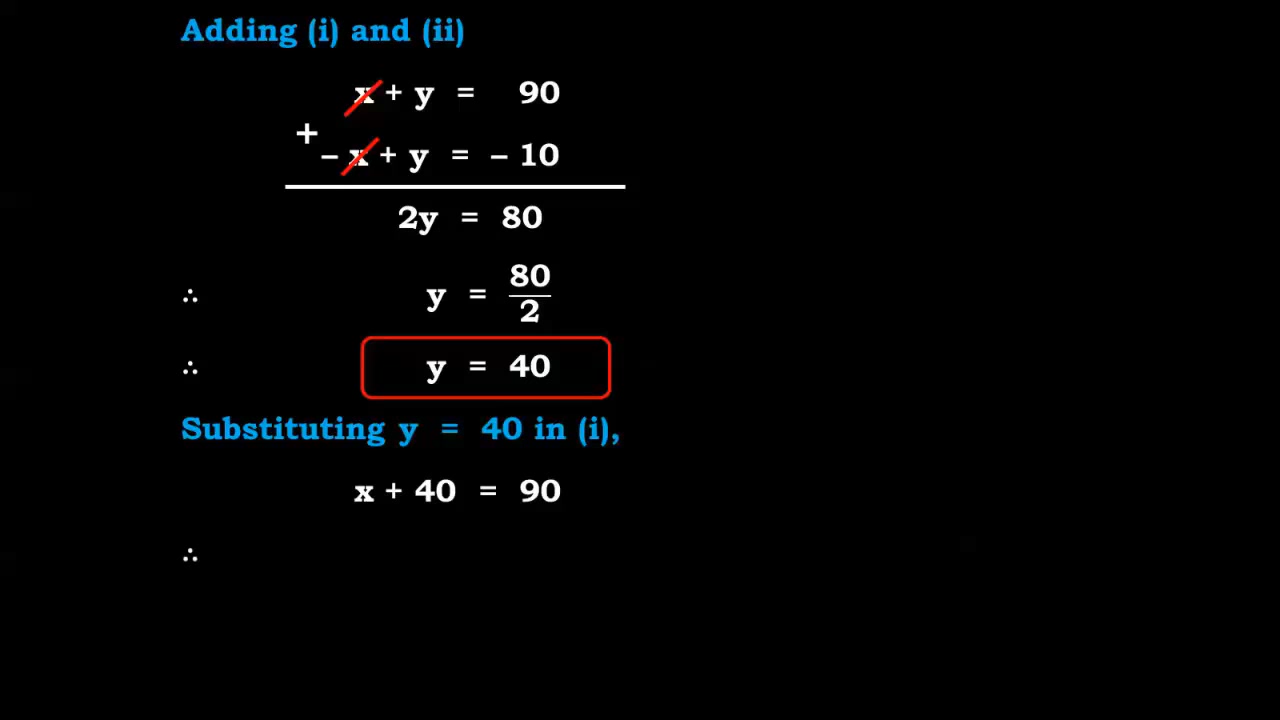 Adding (i) and (ii)
x + y = 90
+
– x + y = – 10
2y = 80
∴ y = 80/2
∴ y = 40
Substituting y = 40 in (i),
x + 40 = 90
∴